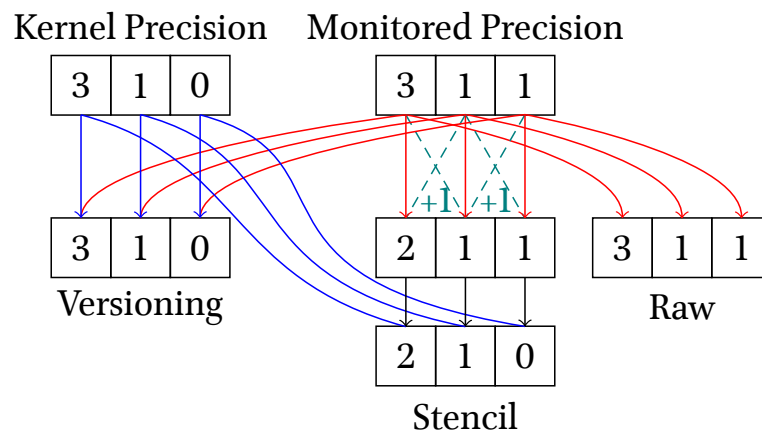 Kernel Precision
Monitored Precision
3 1 0
3 1 1
+1 +1
3 1 0
2 1 1
3 1 1
Versioning
Raw
2 1 0
Stencil